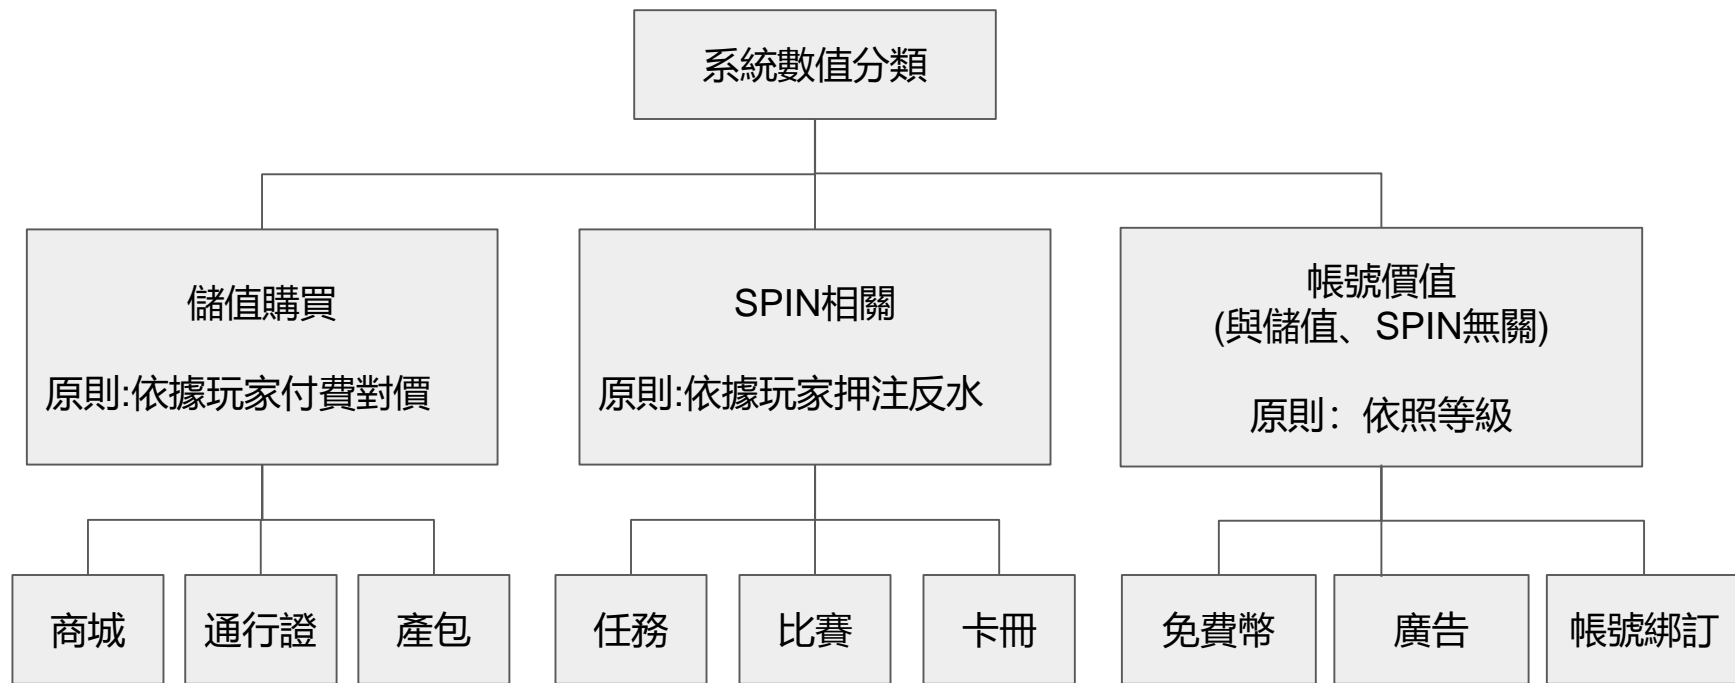 系統數值分類
儲值購買
原則:依據玩家付費對價
SPIN相關
原則:依據玩家押注反水
帳號價值
(與儲值、SPIN無關)
原則：依照等級
商城
通行證
產包
任務
比賽
卡冊
免費幣
廣告
帳號綁訂